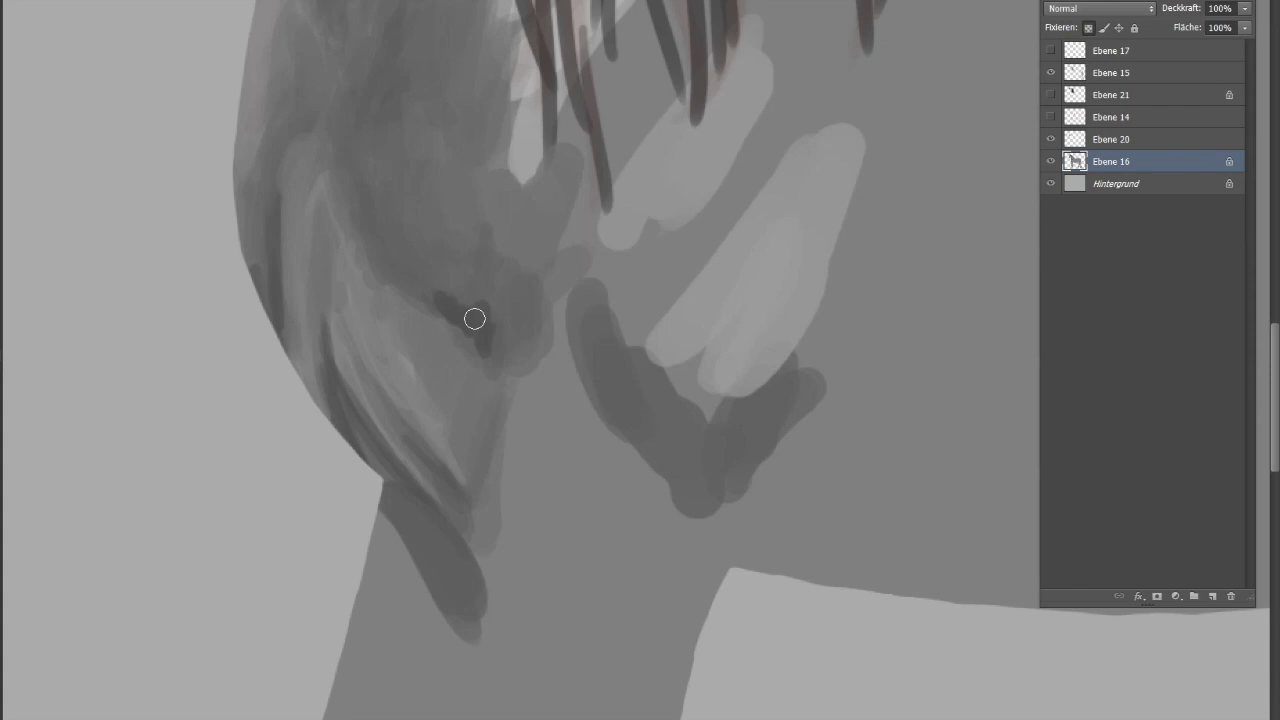 Normal Deckkraft: 100%
Fixieren: Fläche: 100%
Ebene 17
Ebene 15
Ebene 21
Ebene 14
Ebene 20
Ebene 16
Hintergrund
fx